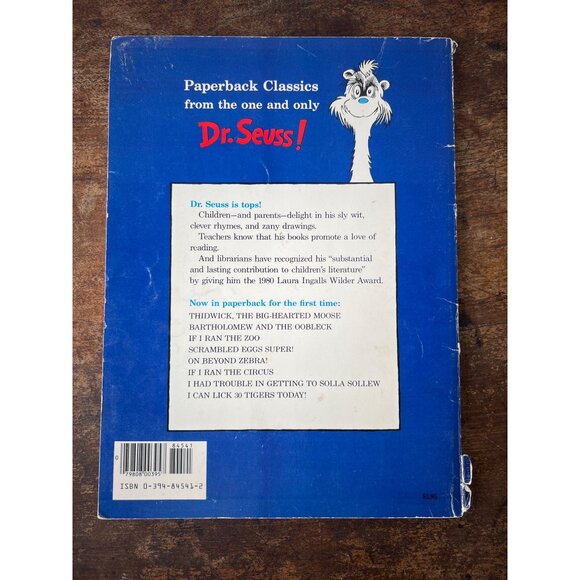 Paperback Classics
from the one and only
Dr. Seuss!
Dr. Seuss is tops!
Children—and parents—delight in his sly wit,
clever rhymes, and zany drawings.
Teachers know that his books promote a love of
reading.
And librarians have recognized his "substantial
and lasting contribution to children's literature"
by giving him the 1980 Laura Ingalls Wilder Award.
Now in paperback for the first time:
THIDWICK, THE BIG-HEARTED MOOSE
BARTHOLOMEW AND THE OOBLECK
IF I RAN THE ZOO
SCRAMBLED EGGS SUPER!
ON BEYOND ZEBRA!
IF I RAN THE CIRCUS
I HAD TROUBLE IN GETTING TO SOLLA SOLLEW
I CAN LICK 30 TIGERS TODAY!
84541
0
79808 00395
ISBN 0-394-84541-2